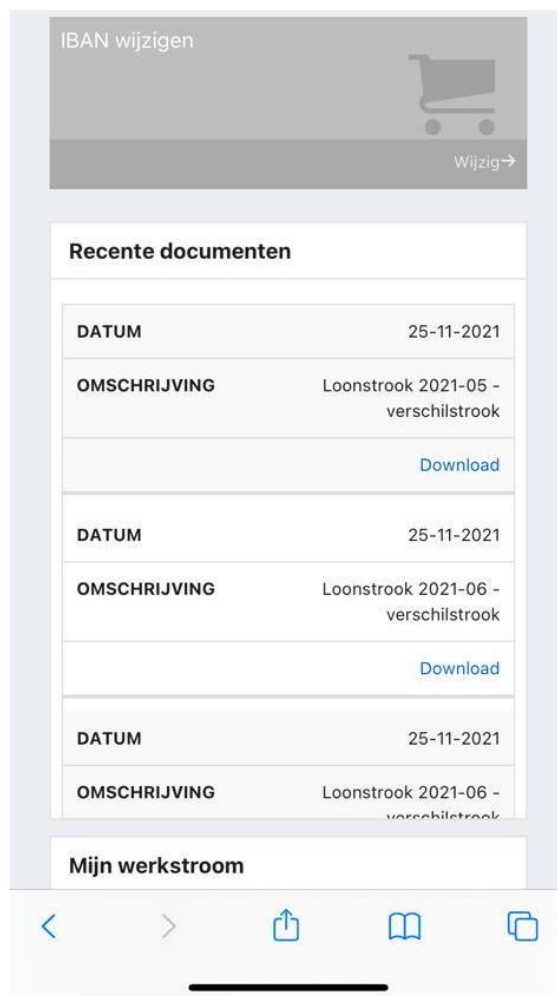 IBAN wijzigen
Wijzig→
Recente documenten
DATUM 25-11-2021
OMSCHRIJVING Loonstrook 2021-05 -
verschilstrook
Download
DATUM 25-11-2021
OMSCHRIJVING Loonstrook 2021-06 -
verschilstrook
Download
DATUM 25-11-2021
OMSCHRIJVING Loonstrook 2021-06 -
verschilstrook
Mijn werkstroom